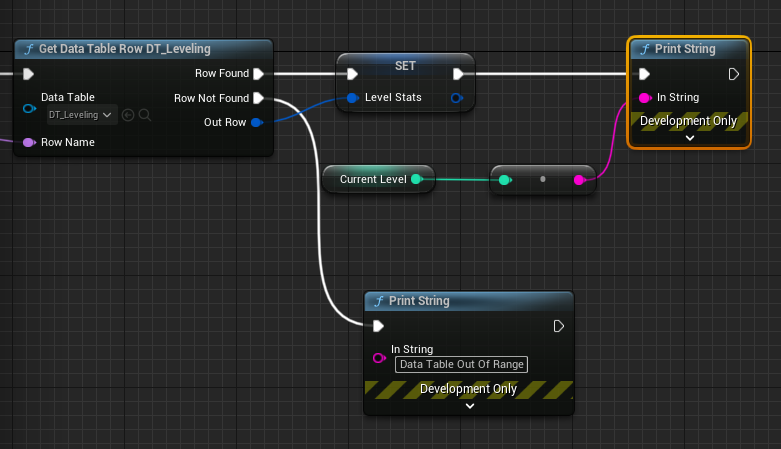 Get Data Table Row DT_Leveling
Row Found
Data Table
DT_Leveling
Row Not Found
Out Row
Row Name
SET
Level Stats
Print String
In String
Development Only
Current Level
Print String
In String
Data Table Out Of Range
Development Only